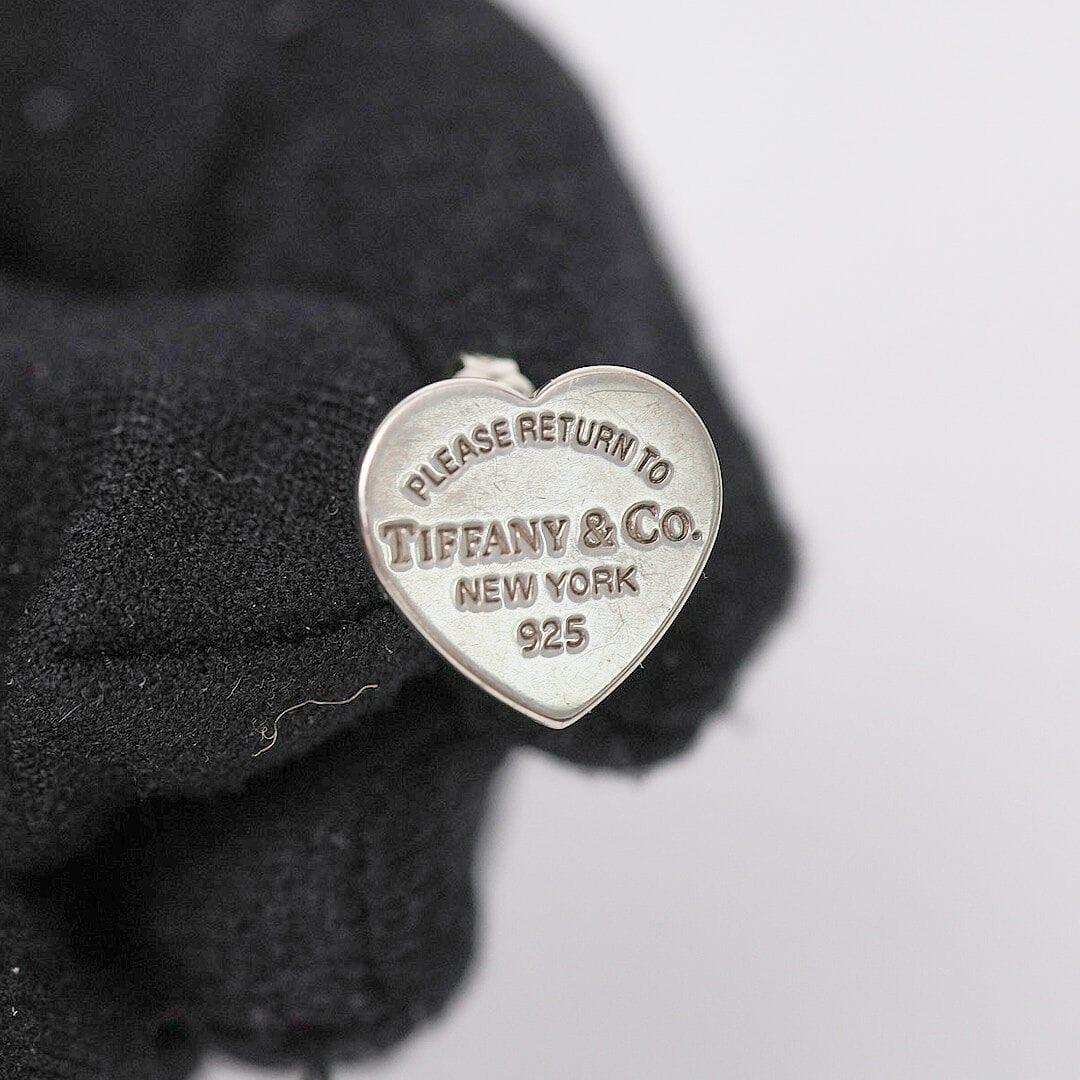 PLEASE RETURN TO
TIFFANY & CO.
NEW YORK
925